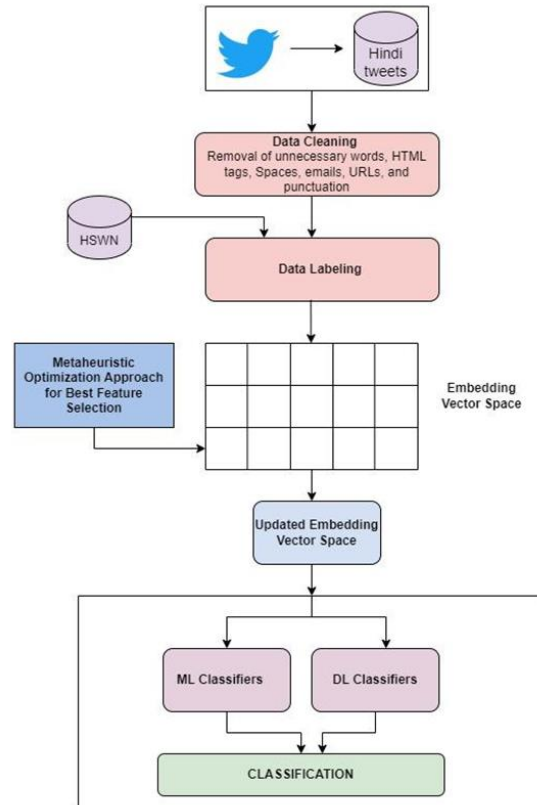 Hindi
tweets
Data Cleaning
Removal of unnecessary words, HTML
tags, Spaces, emails, URLs, and
punctuation
HSWN
Data Labeling
Metaheuristic
Optimization Approach
for Best Feature
Selection
Embedding
Vector Space
Updated Embedding
Vector Space
ML Classifiers
DL Classifiers
CLASSIFICATION